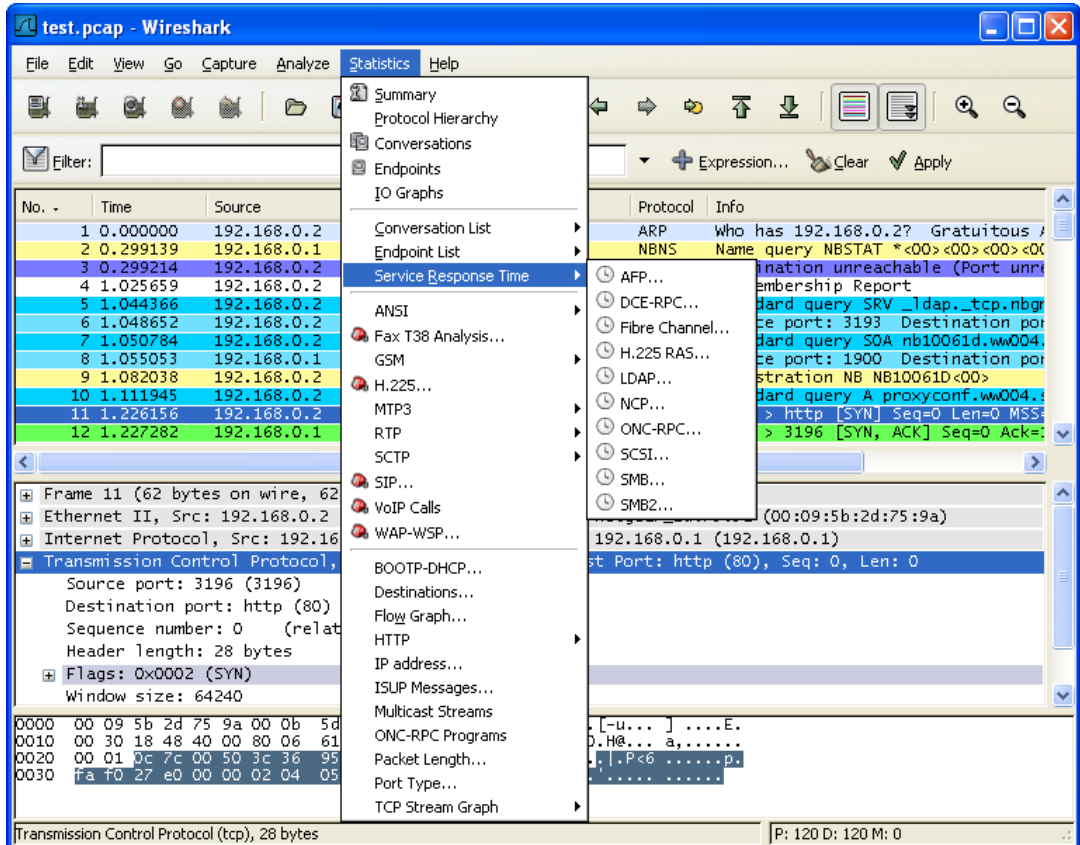 test.pcap - Wireshark
File Edit View Go Capture Analyze Statistics Help
Filter: Expression... Clear Apply
No. Time Source Protocol Info
1 0.000000 192.168.0.2 ARP Who has 192.168.0.2? Gratuitous
2 0.299139 192.168.0.1 NBNS Name query NBSTAT *<00><00><00><00
3 0.299214 192.168.0.2 ination unreachable (Port unre
4 1.025659 192.168.0.2 embership Report
5 1.044366 192.168.0.2 dard query SRV _ldap._tcp.nbgm
6 1.048652 192.168.0.2 ce port: 3193 Destination por
7 1.050784 192.168.0.2 dard query SOA nb10061d.ww004.
8 1.055053 192.168.0.1 ce port: 1900 Destination por
9 1.082038 192.168.0.2 stration NB NB10061D<00>
10 1.111945 192.168.0.2 dard query A proxyconf.ww004.s
11 1.226156 192.168.0.2 > http [SYN] Seq=0 Len=0 MSS=
12 1.227282 192.168.0.1 > 3196 [SYN, ACK] Seq=0 Ack=
Summary
Protocol Hierarchy
Conversations
Endpoints
IO Graphs
Conversation List
Endpoint List
Service Response Time
ANSI
Fax T38 Analysis...
GSM
H.225...
MTP3
RTP
SCTP
SIP...
VoIP Calls
WAP-WSP...
BOOTP-DHCP...
Destinations...
Flow Graph...
HTTP
IP address...
ISUP Messages...
Multicast Streams
ONC-RPC Programs
Packet Length...
Port Type...
TCP Stream Graph
AFP...
DCE-RPC...
Fibre Channel...
H.225 RAS...
LDAP...
NCP...
ONC-RPC...
SCSI...
SMB...
SMB2...
Frame 11 (62 bytes on wire, 62
Ethernet II, Src: 192.168.0.2 (00:09:5b:2d:75:9a)
Internet Protocol, Src: 192.16 192.168.0.1 (192.168.0.1)
Transmission Control Protocol, st Port: http (80), Seq: 0, Len: 0
Source port: 3196 (3196)
Destination port: http (80)
Sequence number: 0 (relat
Header length: 28 bytes
Flags: 0x0002 (SYN)
Window size: 64240
0000 00 09 5b 2d 75 9a 00 0b 5d .[-u... ] ....E.
0010 00 30 18 48 40 00 80 06 61 0.H@... a,......
0020 00 01 0c 7c 00 50 3c 36 95 ..|.P<6 ......p.
0030 fa f0 27 e0 00 00 02 04 05 ..'..... ......
Transmission Control Protocol (tcp), 28 bytes P: 120 D: 120 M: 0